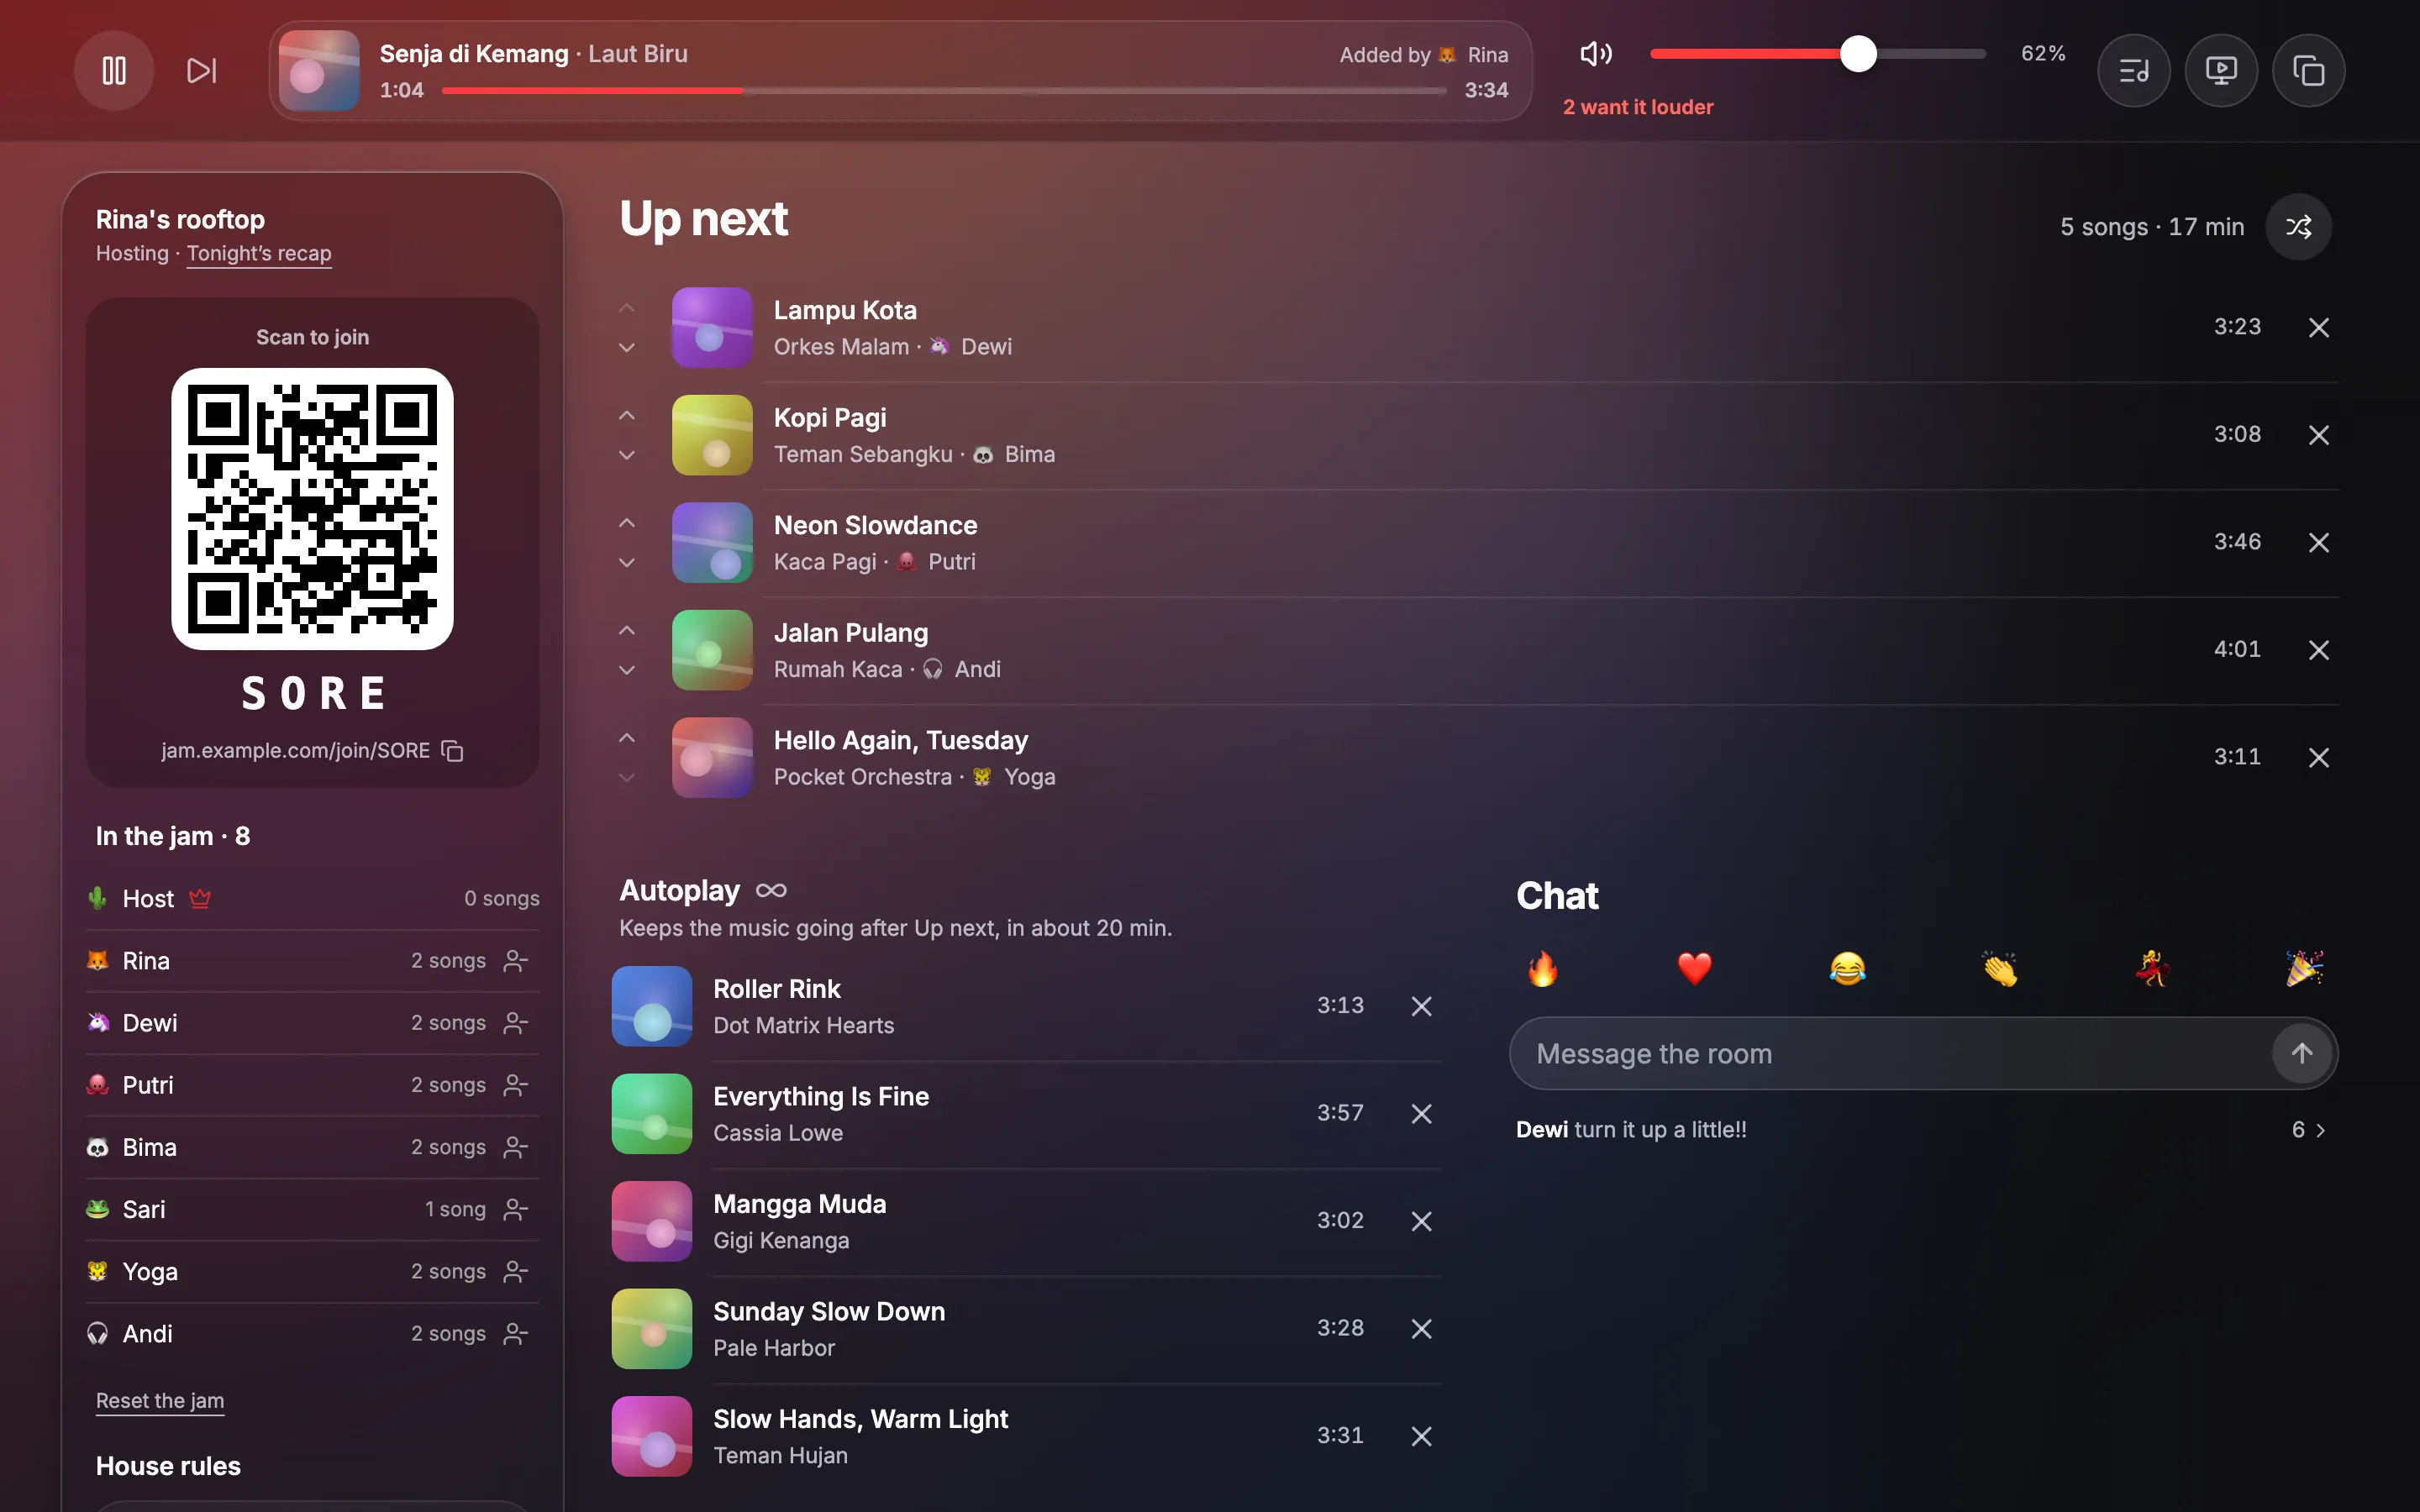 Senja di Kemang · Laut Biru
Added by 🦊 Rina
1:04
3:34
62%
2 want it louder
Rina's rooftop
Hosting · Tonight’s recap
Scan to join
SORE
jam.example.com/join/SORE
In the jam · 8
🌵 Host 0 songs
🦊 Rina 2 songs
🦄 Dewi 2 songs
🐙 Putri 2 songs
🐼 Bima 2 songs
🐸 Sari 1 song
🐯 Yoga 2 songs
🎧 Andi 2 songs
Reset the jam
House rules
Up next
5 songs · 17 min
Lampu Kota
Orkes Malam · 🦄 Dewi
3:23
Kopi Pagi
Teman Sebangku · 🐼 Bima
3:08
Neon Slowdance
Kaca Pagi · 🐙 Putri
3:46
Jalan Pulang
Rumah Kaca · 🎧 Andi
4:01
Hello Again, Tuesday
Pocket Orchestra · 🐯 Yoga
3:11
Autoplay
Keeps the music going after Up next, in about 20 min.
Roller Rink
Dot Matrix Hearts
3:13
Everything Is Fine
Cassia Lowe
3:57
Mangga Muda
Gigi Kenanga
3:02
Sunday Slow Down
Pale Harbor
3:28
Slow Hands, Warm Light
Teman Hujan
3:31
Chat
🔥 ❤️ 😂 👏 💃 🎉
Message the room
Dewi turn it up a little!!
6